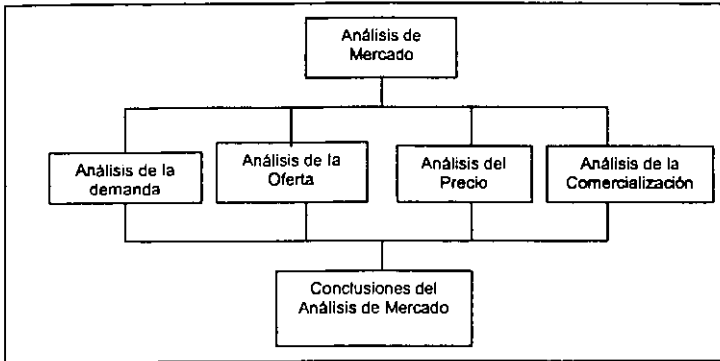 Análisis de
Mercado
Análisis de la
demanda
Análisis de la
Oferta
Análisis del
Precio
Análisis de la
Comercialización
Conclusiones del
Análisis de Mercado